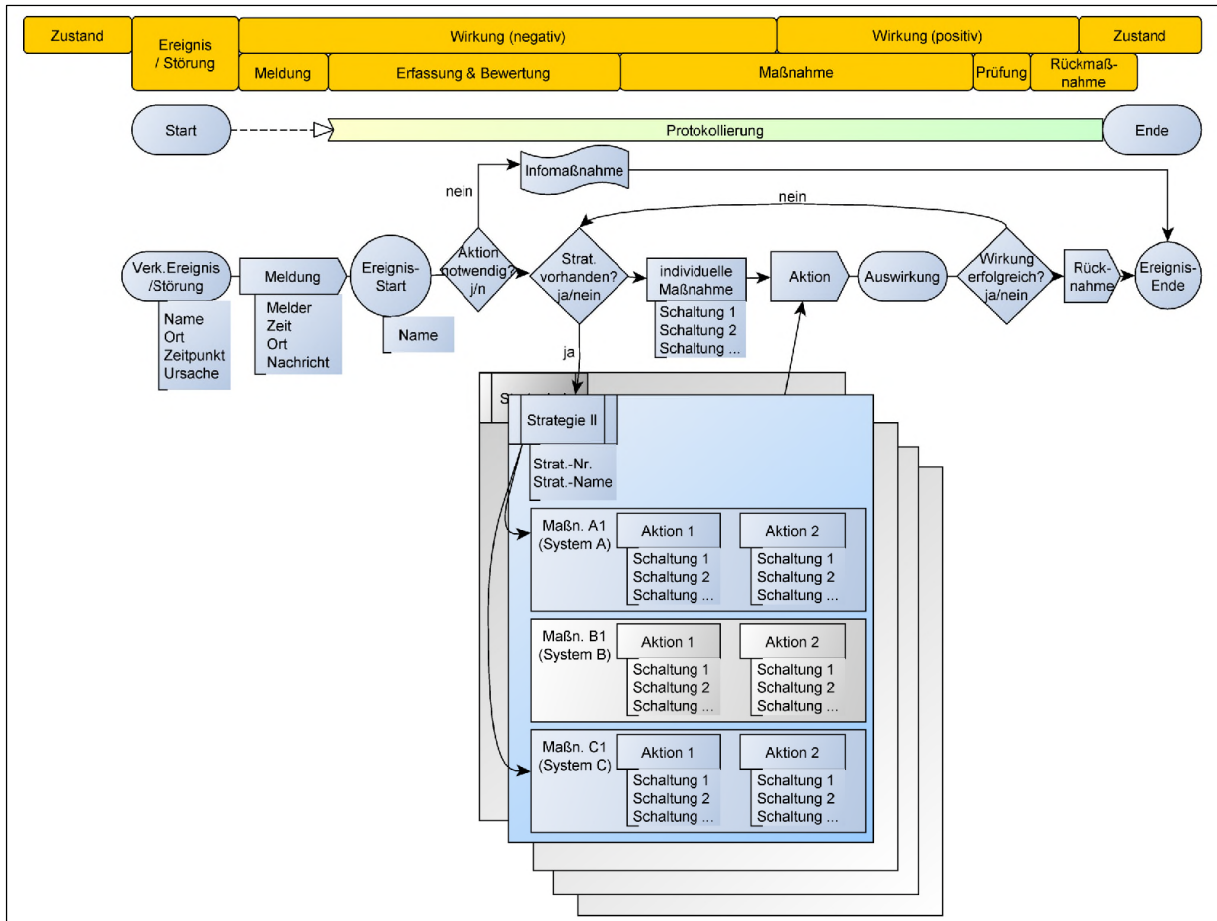 Zustand
Ereignis
/ Störung
Wirkung (negativ)
Wirkung (positiv)
Zustand
Meldung
Erfassung & Bewertung
Maßnahme
Prüfung
Rückmaß-
nahme
Start
Protokollierung
Ende
nein
Infomaßnahme
nein
Verk.Ereignis
/Störung
Name
Ort
Zeitpunkt
Ursache
Meldung
Melder
Zeit
Ort
Nachricht
Ereignis-
Start
Name
Aktion
notwendig?
j/n
Strat.
vorhanden?
ja/nein
individuelle
Maßnahme
Schaltung 1
Schaltung 2
Schaltung ...
Aktion
Auswirkung
Wirkung
erfolgreich?
ja/nein
Rück-
nahme
Ereignis-
Ende
ja
Strategie II
Strat.-Nr.
Strat.-Name
Maßn. A1
(System A)
Aktion 1
Schaltung 1
Schaltung 2
Schaltung ...
Aktion 2
Schaltung 1
Schaltung 2
Schaltung ...
Maßn. B1
(System B)
Aktion 1
Schaltung 1
Schaltung 2
Schaltung ...
Aktion 2
Schaltung 1
Schaltung 2
Schaltung ...
Maßn. C1
(System C)
Aktion 1
Schaltung 1
Schaltung 2
Schaltung ...
Aktion 2
Schaltung 1
Schaltung 2
Schaltung ...